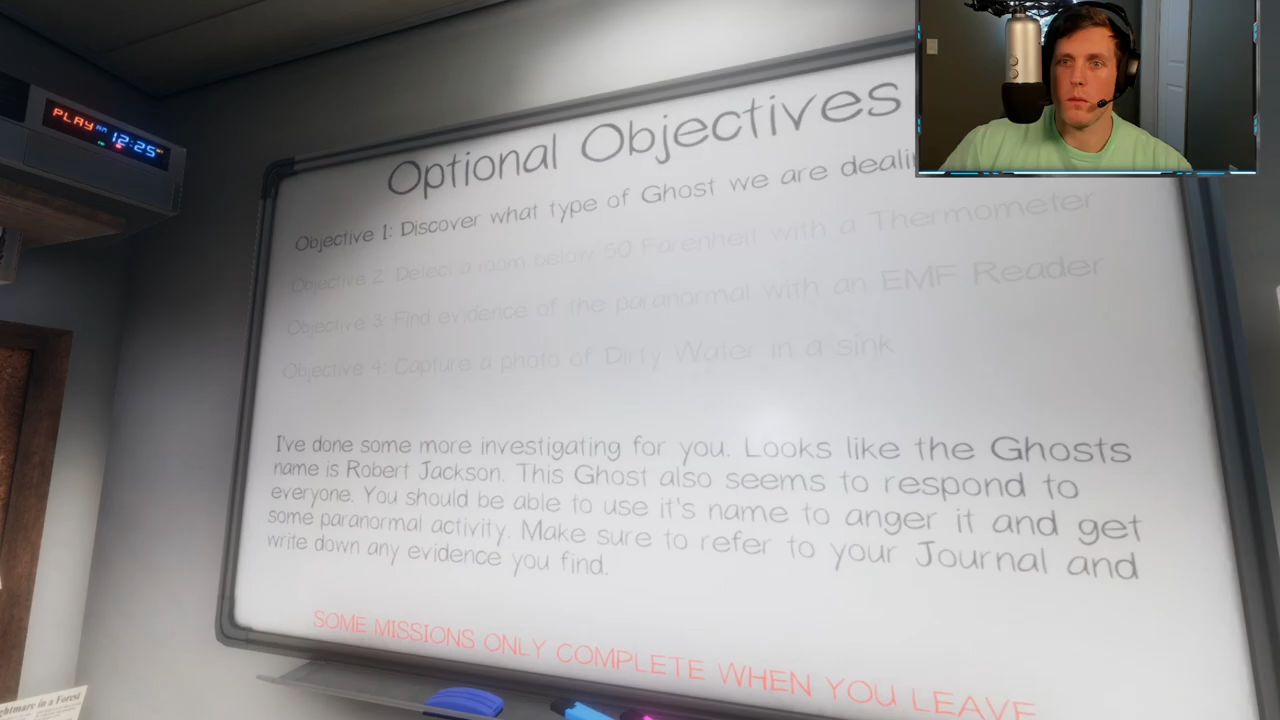 PLAY AM 12:25
Optional Objectives
Objective 1: Discover what type of Ghost we are
Objective 2: Detect a room below 50 Farenheit with a Thermometer
Objective 3: Find evidence of the paranormal with an EMF Reader
Objective 4: Capture a photo of Dirty Water in a sink
I've done some more investigating for you. Looks like the Ghosts
name is Robert Jackson. This Ghost also seems to respond to
everyone. You should be able to use it's name to anger it and get
some paranormal activity. Make sure to refer to your Journal and
write down any evidence you find.
SOME MISSIONS ONLY COMPLETE WHEN YOU LEAVE
in a Forest